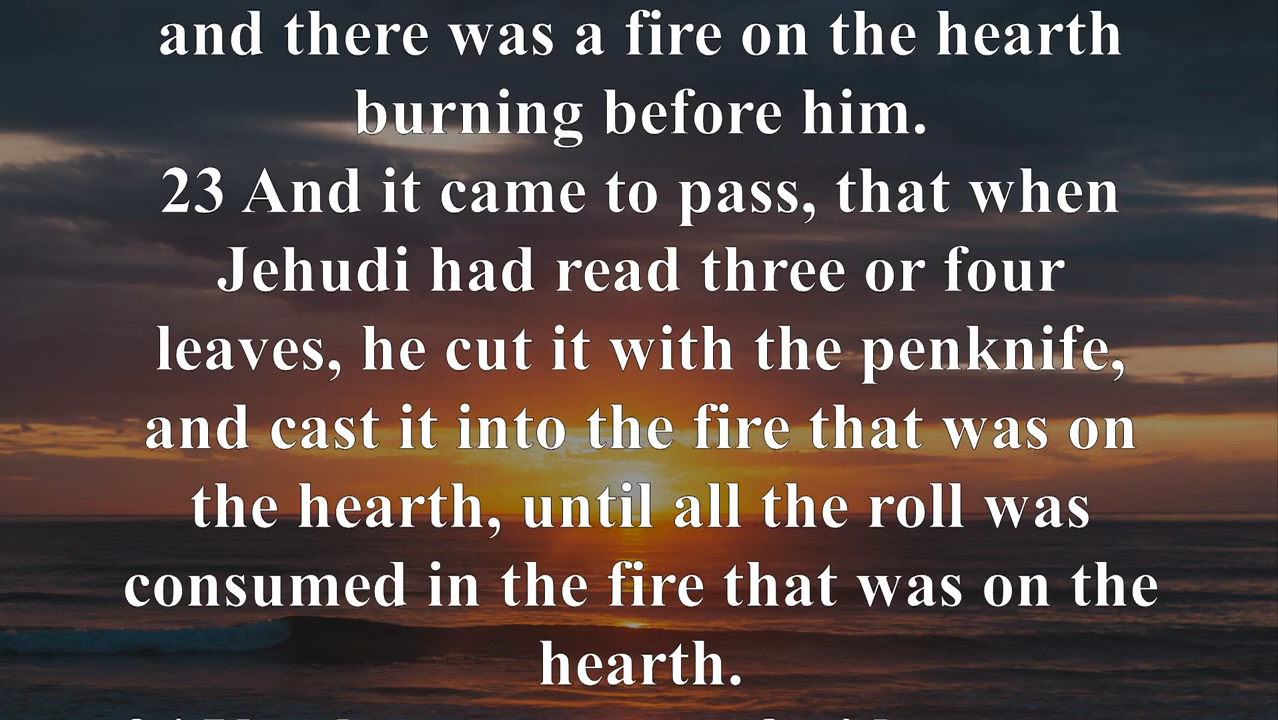 and there was a fire on the hearth
burning before him.
23 And it came to pass, that when
Jehudi had read three or four
leaves, he cut it with the penknife,
and cast it into the fire that was on
the hearth, until all the roll was
consumed in the fire that was on the
hearth.